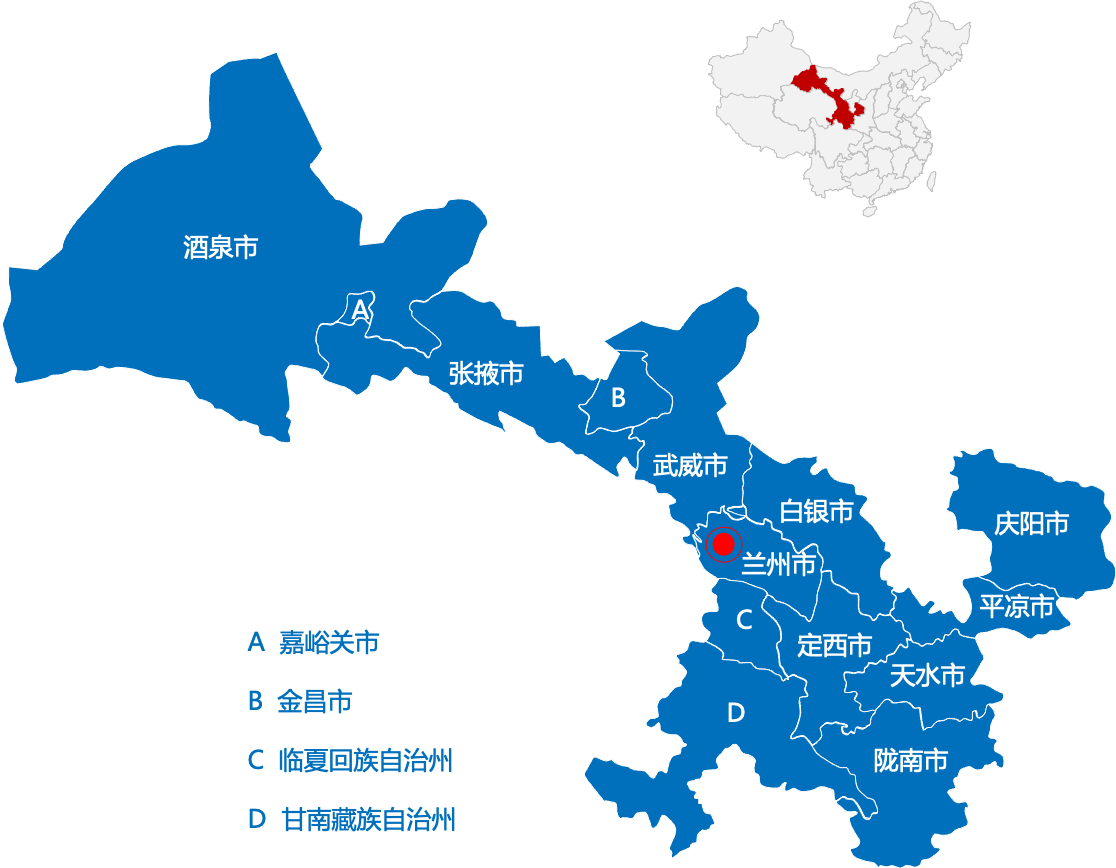 酒泉市
A
张掖市
B
武威市
白银市
庆阳市
兰州市
平凉市
C
定西市
天水市
D
陇南市
A 嘉峪关市
B 金昌市
C 临夏回族自治州
D 甘南藏族自治州